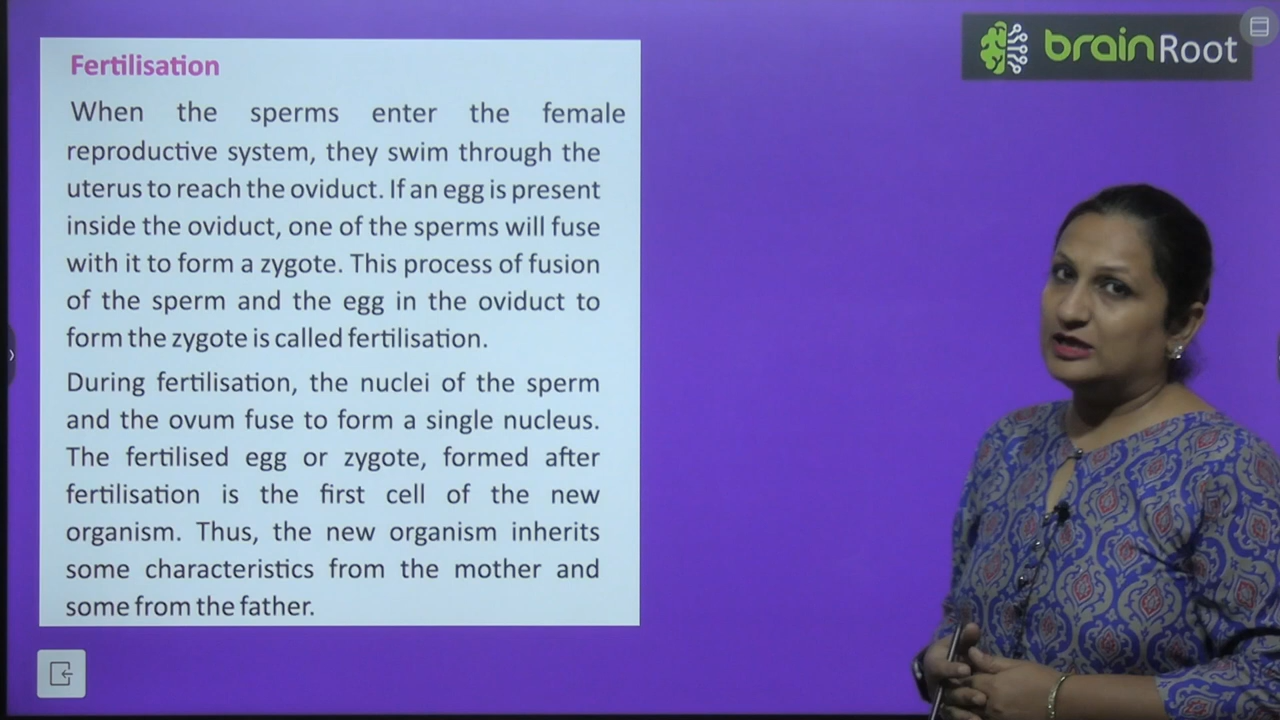 brainRoot
Fertilisation
When the sperms enter the female
reproductive system, they swim through the
uterus to reach the oviduct. If an egg is present
inside the oviduct, one of the sperms will fuse
with it to form a zygote. This process of fusion
of the sperm and the egg in the oviduct to
form the zygote is called fertilisation.
During fertilisation, the nuclei of the sperm
and the ovum fuse to form a single nucleus.
The fertilised egg or zygote, formed after
fertilisation is the first cell of the new
organism. Thus, the new organism inherits
some characteristics from the mother and
some from the father.